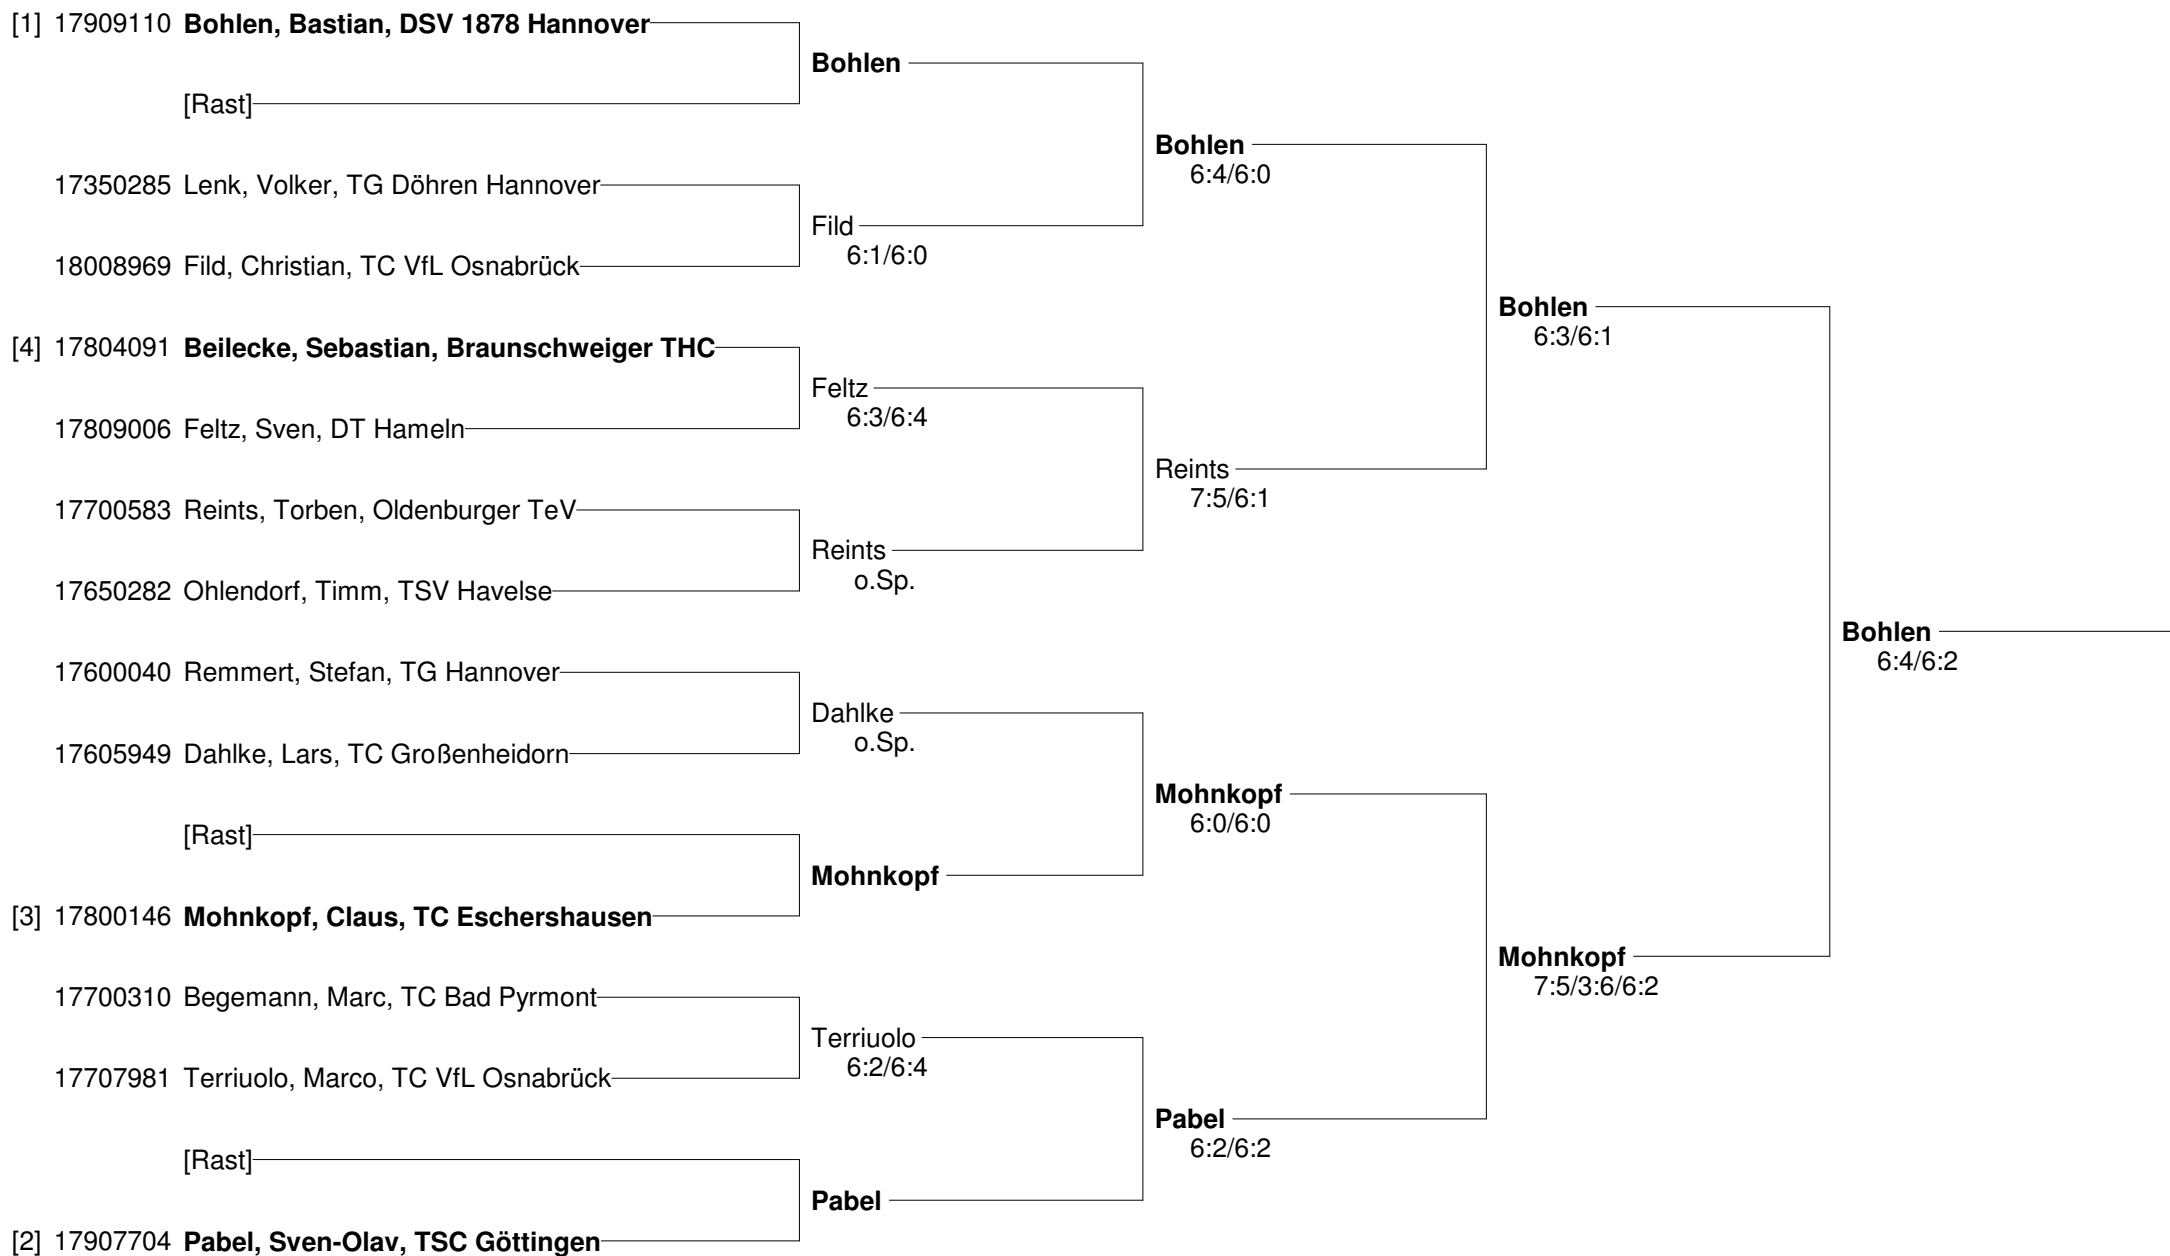 [1] 17909110 Bohlen, Bastian, DSV 1878 Hannover
[Rast]
17350285 Lenk, Volker, TG Döhren Hannover
18008969 Fild, Christian, TC VfL Osnabrück
[4] 17804091 Beilecke, Sebastian, Braunschweiger THC
17809006 Feltz, Sven, DT Hameln
17700583 Reints, Torben, Oldenburger TeV
17650282 Ohlendorf, Timm, TSV Havelse
17600040 Remmert, Stefan, TG Hannover
17605949 Dahlke, Lars, TC Großenheidorn
[Rast]
[3] 17800146 Mohnkopf, Claus, TC Eschershausen
17700310 Begemann, Marc, TC Bad Pyrmont
17707981 Terriuolo, Marco, TC VfL Osnabrück
[Rast]
[2] 17907704 Pabel, Sven-Olav, TSC Göttingen
Bohlen
Fild
6:1/6:0
Feltz
6:3/6:4
Reints
o.Sp.
Dahlke
o.Sp.
Mohnkopf
Terriuolo
6:2/6:4
Pabel
Bohlen
6:4/6:0
Reints
7:5/6:1
Mohnkopf
6:0/6:0
Pabel
6:2/6:2
Bohlen
6:3/6:1
Mohnkopf
7:5/3:6/6:2
Bohlen
6:4/6:2